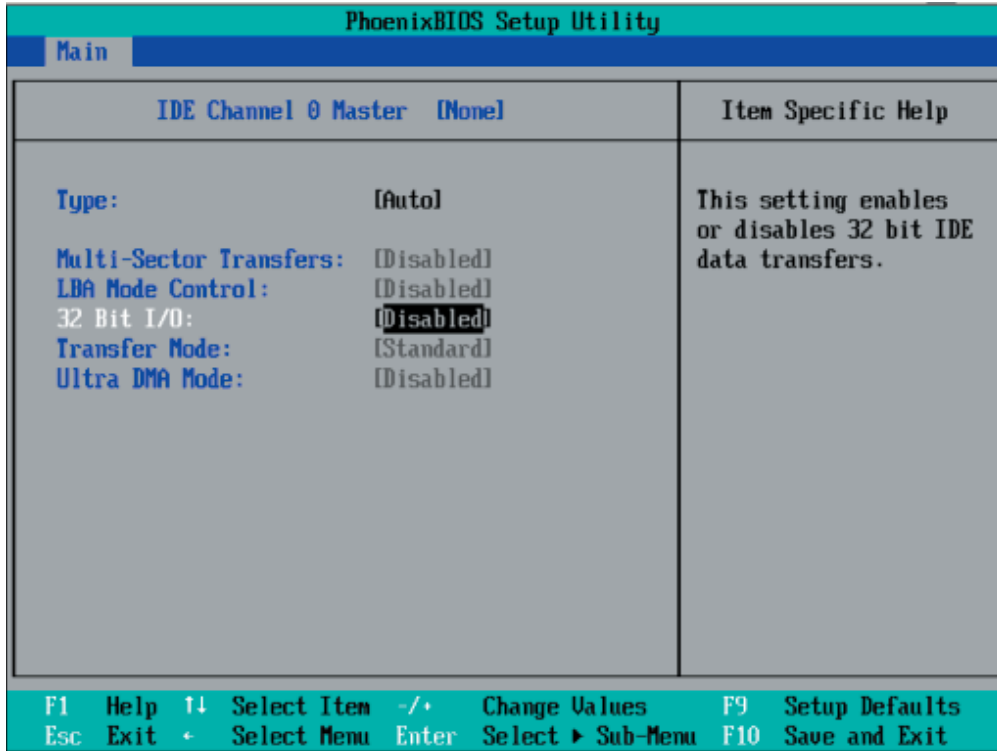 PhoenixBIOS Setup Utility
Main
IDE Channel 0 Master [None]
Item Specific Help
Type: [Auto]
Multi-Sector Transfers: [Disabled]
LBA Mode Control: [Disabled]
32 Bit I/O: [Disabled]
Transfer Mode: [Standard]
Ultra DMA Mode: [Disabled]
This setting enables
or disables 32 bit IDE
data transfers.
F1 Help ↑↓ Select Item -/+ Change Values F9 Setup Defaults
Esc Exit ← Select Menu Enter Select ▶ Sub-Menu F10 Save and Exit